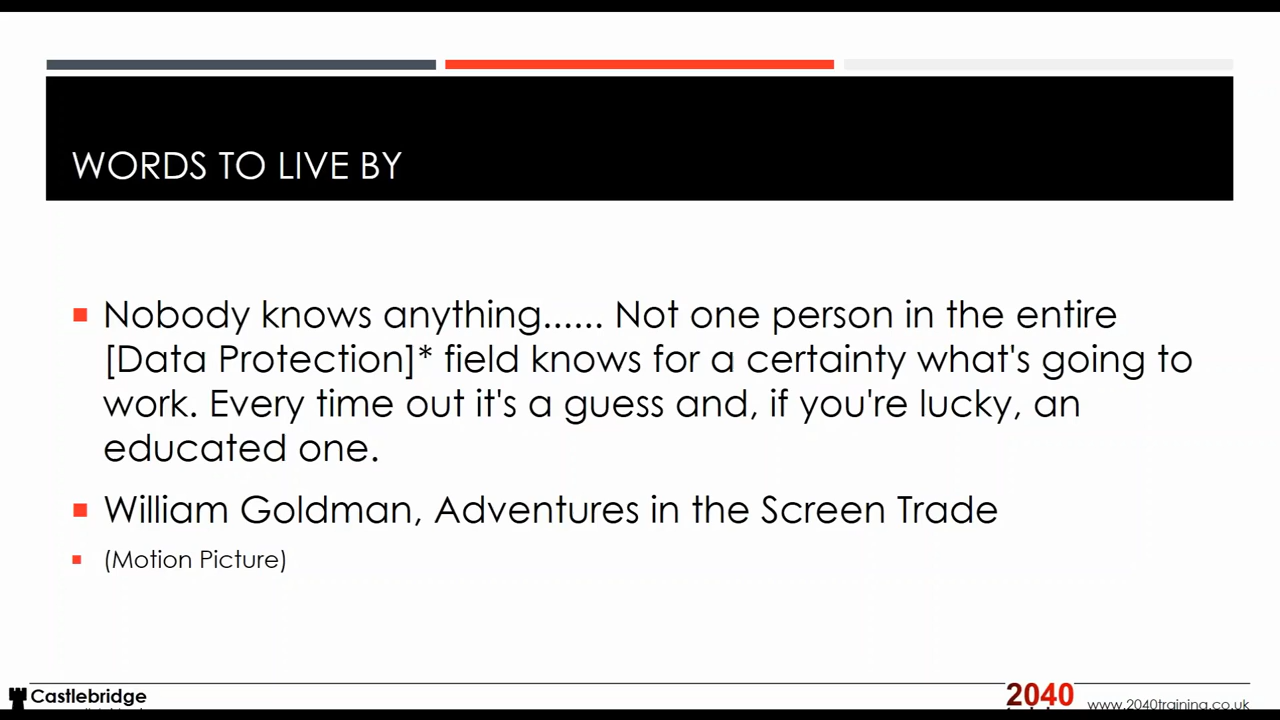 WORDS TO LIVE BY
Nobody knows anything...... Not one person in the entire
[Data Protection]* field knows for a certainty what's going to
work. Every time out it's a guess and, if you're lucky, an
educated one.
William Goldman, Adventures in the Screen Trade
(Motion Picture)
Castlebridge
2040
www.2040training.co.uk